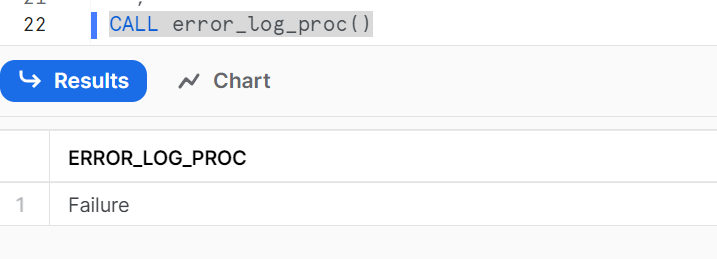 22 CALL error_log_proc()
Results Chart
ERROR_LOG_PROC
1 Failure